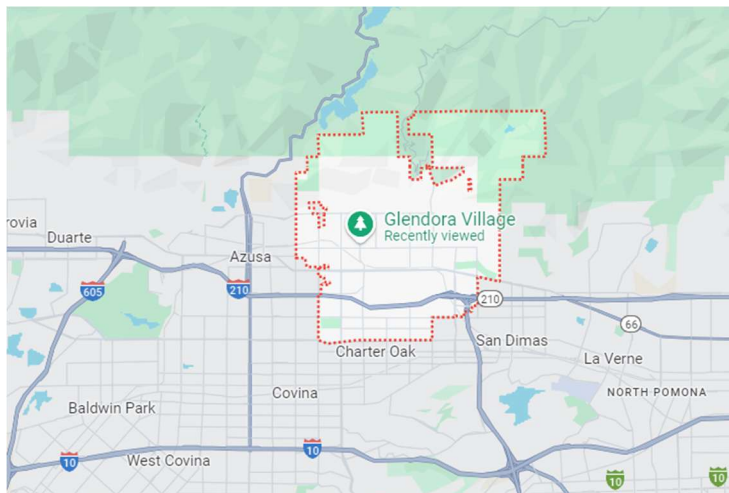 Glendora Village
Recently viewed
rovia
Duarte
Azusa
605
210
210
66
San Dimas
Charter Oak
La Verne
Covina
NORTH POMONA
Baldwin Park
West Covina
10
10
10
10